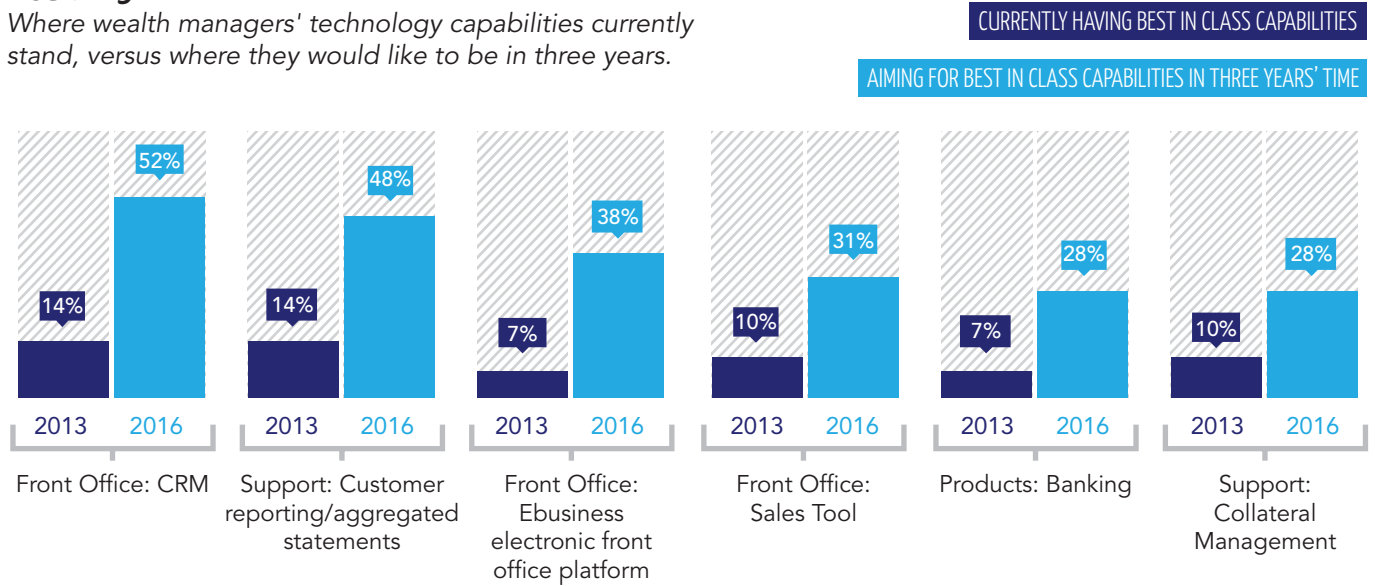 Where wealth managers' technology capabilities currently
stand, versus where they would like to be in three years.
CURRENTLY HAVING BEST IN CLASS CAPABILITIES
AIMING FOR BEST IN CLASS CAPABILITIES IN THREE YEARS' TIME
14%
52%
14%
48%
7%
38%
10%
31%
7%
28%
10%
28%
2013 2016
2013 2016
2013 2016
2013 2016
2013 2016
2013 2016
Front Office: CRM
Support: Customer
reporting/aggregated
statements
Front Office:
Ebusiness
electronic front
office platform
Front Office:
Sales Tool
Products: Banking
Support:
Collateral
Management